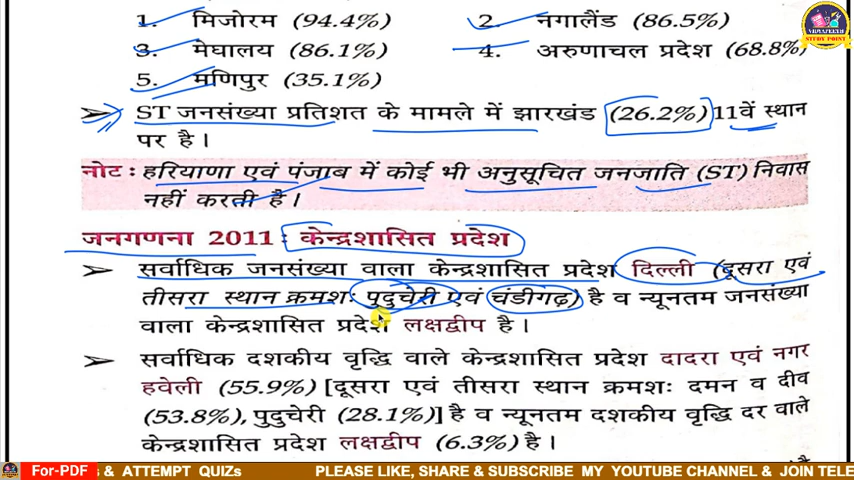 1. मिजोरम (94.4%) 2. नगालैंड (86.5%)
3. मेघालय (86.1%) 4. अरुणाचल प्रदेश (68.8%)
5. मणिपुर (35.1%)
➤ ST जनसंख्या प्रतिशत के मामले में झारखंड (26.2%) 11वें स्थान
पर है।
नोट : हरियाणा एवं पंजाब में कोई भी अनुसूचित जनजाति (ST) निवास
नहीं करती है।
जनगणना 2011 : केन्द्रशासित प्रदेश
➤ सर्वाधिक जनसंख्या वाला केन्द्रशासित प्रदेश दिल्ली (दूसरा एवं
तीसरा स्थान क्रमशः पुदुचेरी एवं चंडीगढ़) है व न्यूनतम जनसंख्या
वाला केन्द्रशासित प्रदेश लक्षद्वीप है।
➤ सर्वाधिक दशकीय वृद्धि वाले केन्द्रशासित प्रदेश दादरा एवं नगर
हवेली (55.9%) [दूसरा एवं तीसरा स्थान क्रमशः दमन व दीव
(53.8%), पुदुचेरी (28.1%)] है व न्यूनतम दशकीय वृद्धि दर वाले
केन्द्रशासित प्रदेश लक्षद्वीप (6.3%) है।
For-PDF S & ATTEMPT QUIZs PLEASE LIKE, SHARE & SUBSCRIBE MY YOUTUBE CHANNEL & JOIN TELE
STUDY POINT